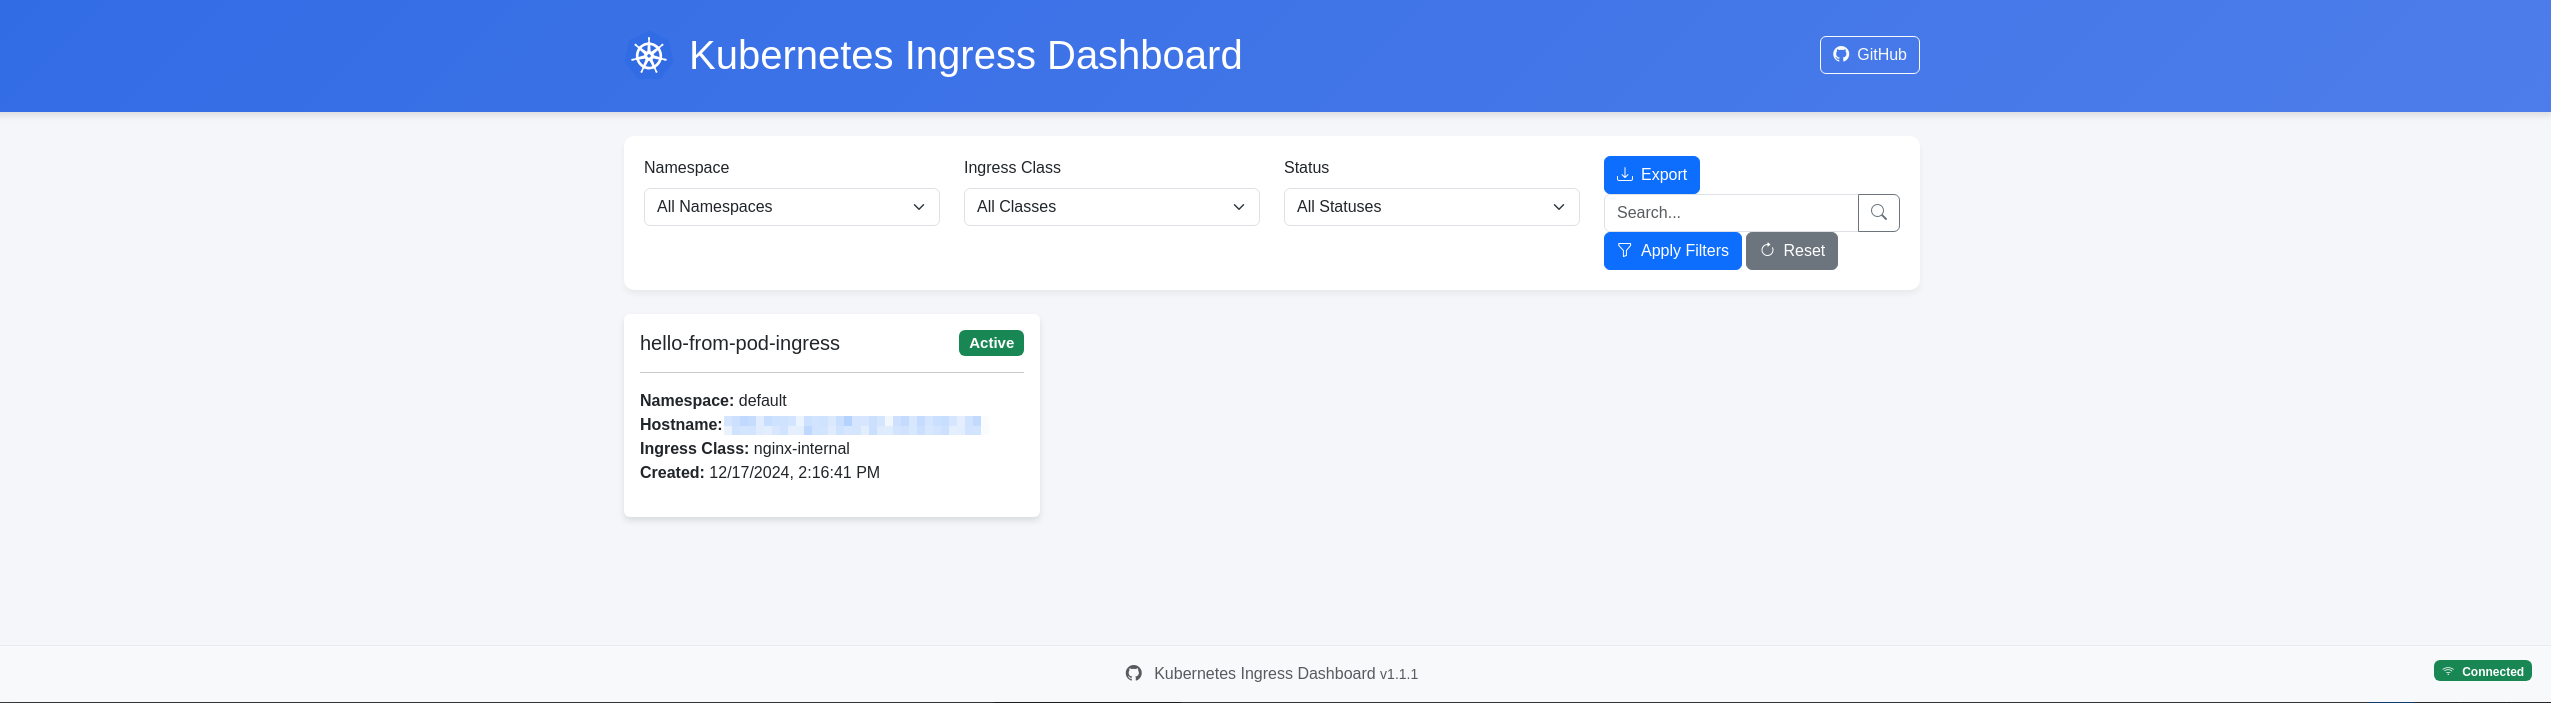 Kubernetes Ingress Dashboard
GitHub
Namespace
All Namespaces
Ingress Class
All Classes
Status
All Statuses
Export
Search...
Apply Filters
Reset
hello-from-pod-ingress
Active
Namespace: default
Hostname:
Ingress Class: nginx-internal
Created: 12/17/2024, 2:16:41 PM
Kubernetes Ingress Dashboard v1.1.1
Connected